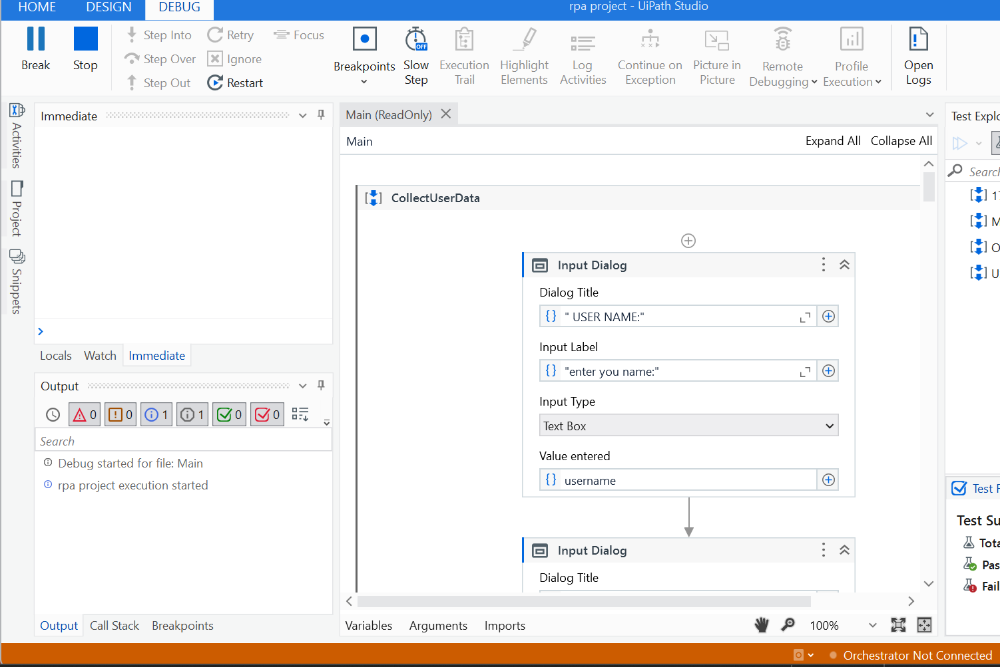 HOME DESIGN DEBUG
rpa project - UiPath Studio
Break
Stop
Step Into
Step Over
Step Out
Retry
Ignore
Restart
Focus
Breakpoints
Slow
Step
OFF
Execution
Trail
Highlight
Elements
Log
Activities
Continue on
Exception
Picture in
Picture
Remote
Debugging
Profile
Execution
Open
Logs
Activities
Project
Snippets
Immediate
Locals Watch Immediate
Output
0 0 1 1 0 0
Search
Debug started for file: Main
rpa project execution started
Output Call Stack Breakpoints
Main (ReadOnly)
Main
Expand All Collapse All
CollectUserData
Input Dialog
Dialog Title
" USER NAME:"
Input Label
"enter you name:"
Input Type
Text Box
Value entered
username
Input Dialog
Dialog Title
Variables Arguments Imports
100%
Test Explo
Search
1
M
O
U
Test
Test Su
Tota
Pas
Fail
Orchestrator Not Connected